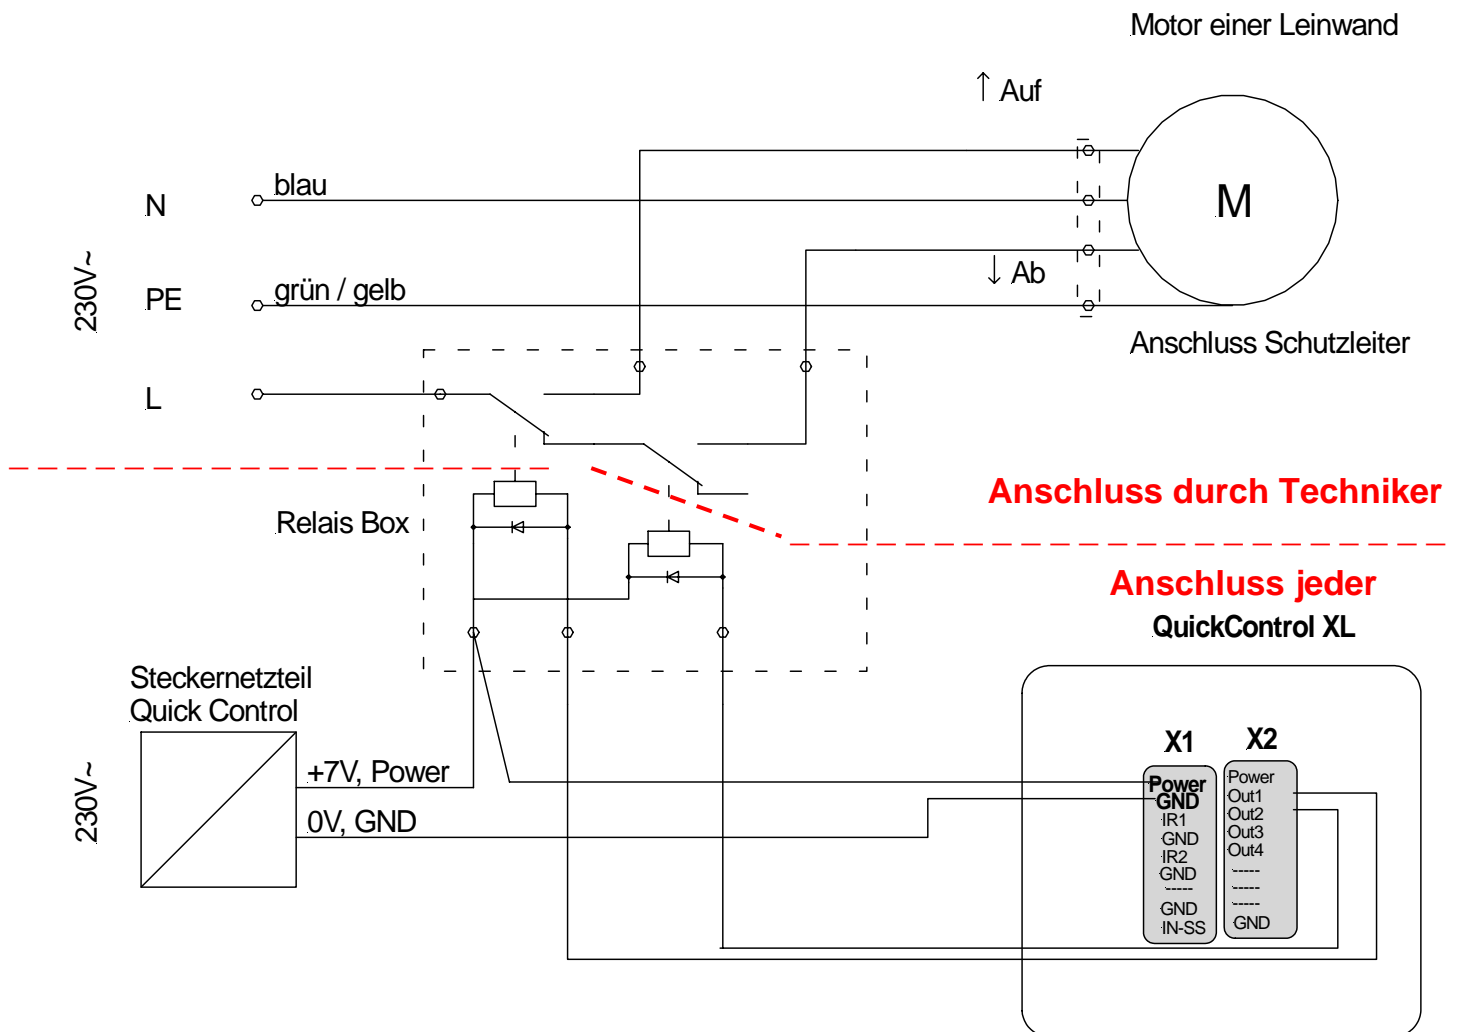 Motor einer Leinwand
↑ Auf
M
N
blau
230V~
PE
grün / gelb
↓ Ab
Anschluss Schutzleiter
L
Anschluss durch Techniker
Relais Box
Anschluss jeder
QuickControl XL
Steckernetzteil
Quick Control
230V~
+7V, Power
0V, GND
X1
Power
GND
IR1
GND
IR2
GND
-----
GND
IN-SS
X2
Power
Out1
Out2
Out3
Out4
-----
-----
-----
GND